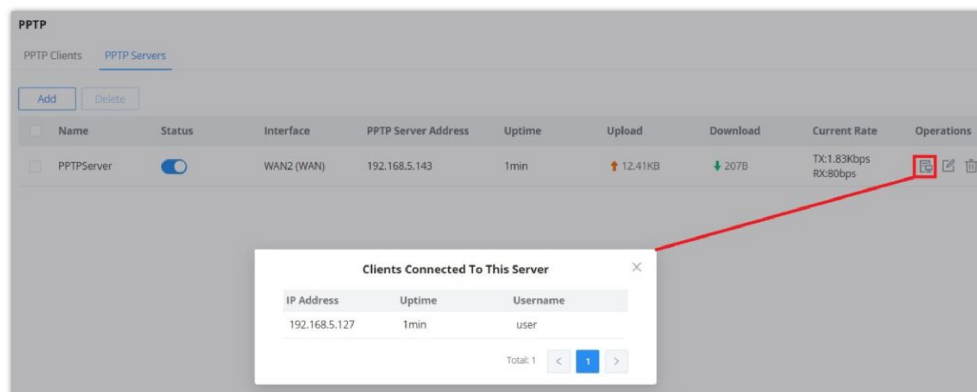 PPTP
PPTP Clients PPTP Servers
Add Delete
Name Status Interface PPTP Server Address Uptime Upload Download Current Rate Operations
PPTPServer WAN2 (WAN) 192.168.5.143 1min 12.41KB 207B TX:1.83Kbps
RX:80bps
Clients Connected To This Server
IP Address Uptime Username
192.168.5.127 1min user
Total: 1 < 1 >